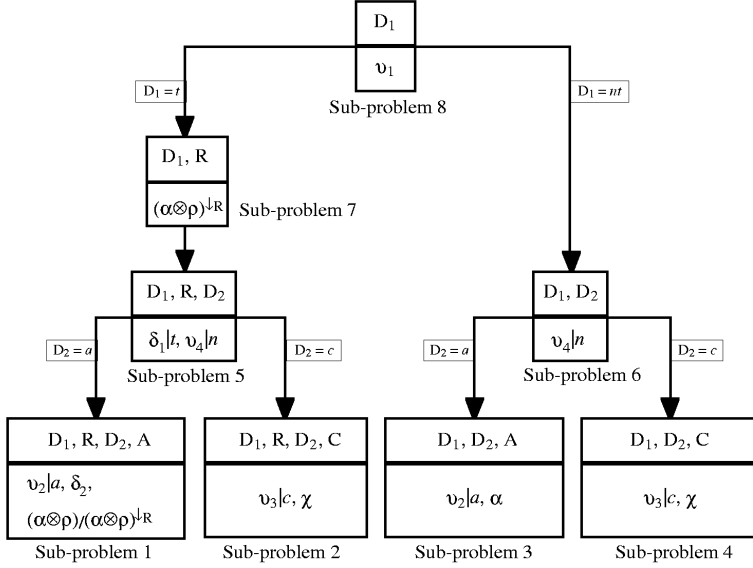 D₁
υ₁
Sub-problem 8
D₁ = t
D₁ = nt
D₁, R
(α⊗ρ)↓R
Sub-problem 7
D₁, R, D₂
δ₁|t, υ₄|n
Sub-problem 5
D₁, D₂
υ₄|n
Sub-problem 6
D₂ = a
D₂ = c
D₂ = a
D₂ = c
D₁, R, D₂, A
υ₂|a, δ₂,
(α⊗ρ)/(α⊗ρ)↓R
Sub-problem 1
D₁, R, D₂, C
υ₃|c, χ
Sub-problem 2
D₁, D₂, A
υ₂|a, α
Sub-problem 3
D₁, D₂, C
υ₃|c, χ
Sub-problem 4